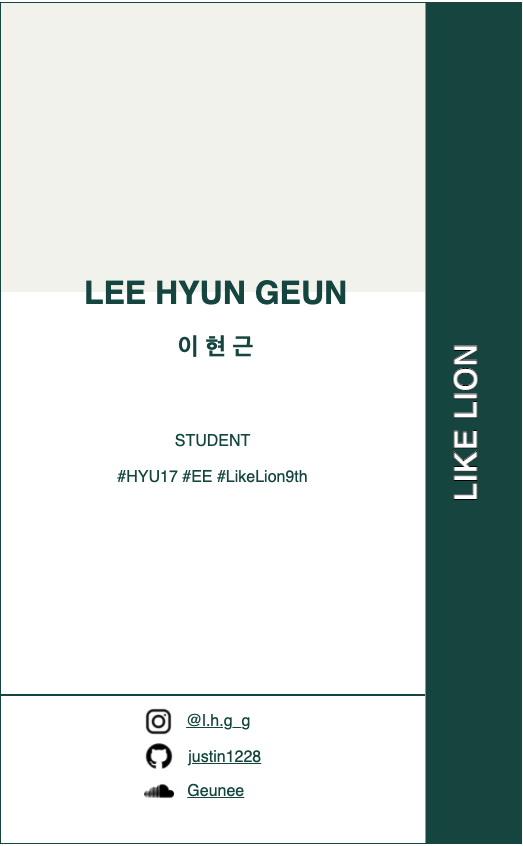 LEE HYUN GEUN
이 현 근
STUDENT
#HYU17 #EE #LikeLion9th
@l.h.g_g
justin1228
Geunee
LIKE LION